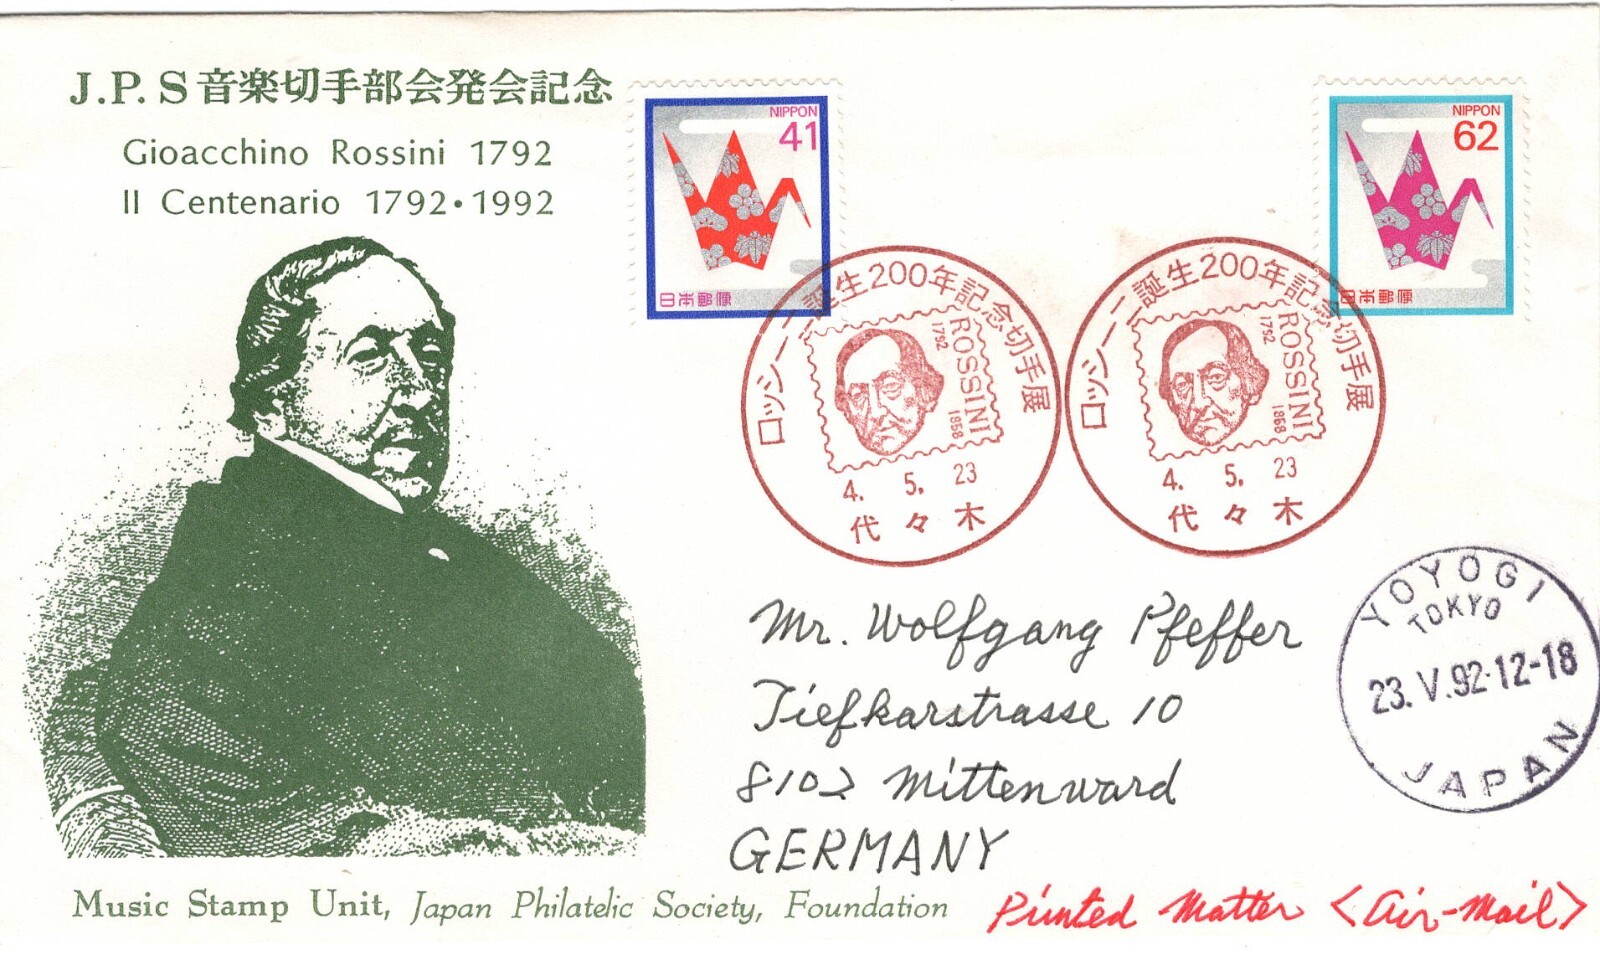 J.P.S音楽切手部会発会記念
Gioacchino Rossini 1792
II Centenario 1792・1992
NIPPON
41
日本郵便
NIPPON
62
日本郵便
ロッシーニ誕生200年記念切手展
1792
ROSSINI
1868
4. 5. 23
代々木
ロッシーニ誕生200年記念切手展
1792
ROSSINI
1868
4. 5. 23
代々木
YOYOGI
TOKYO
23.V.92.12-18
JAPAN
Mr. Wolfgang Pfeffer
Tiefkarstrasse 10
8102 Mittenward
GERMANY
Music Stamp Unit, Japan Philatelic Society, Foundation
Printed Matter <Air-Mail>